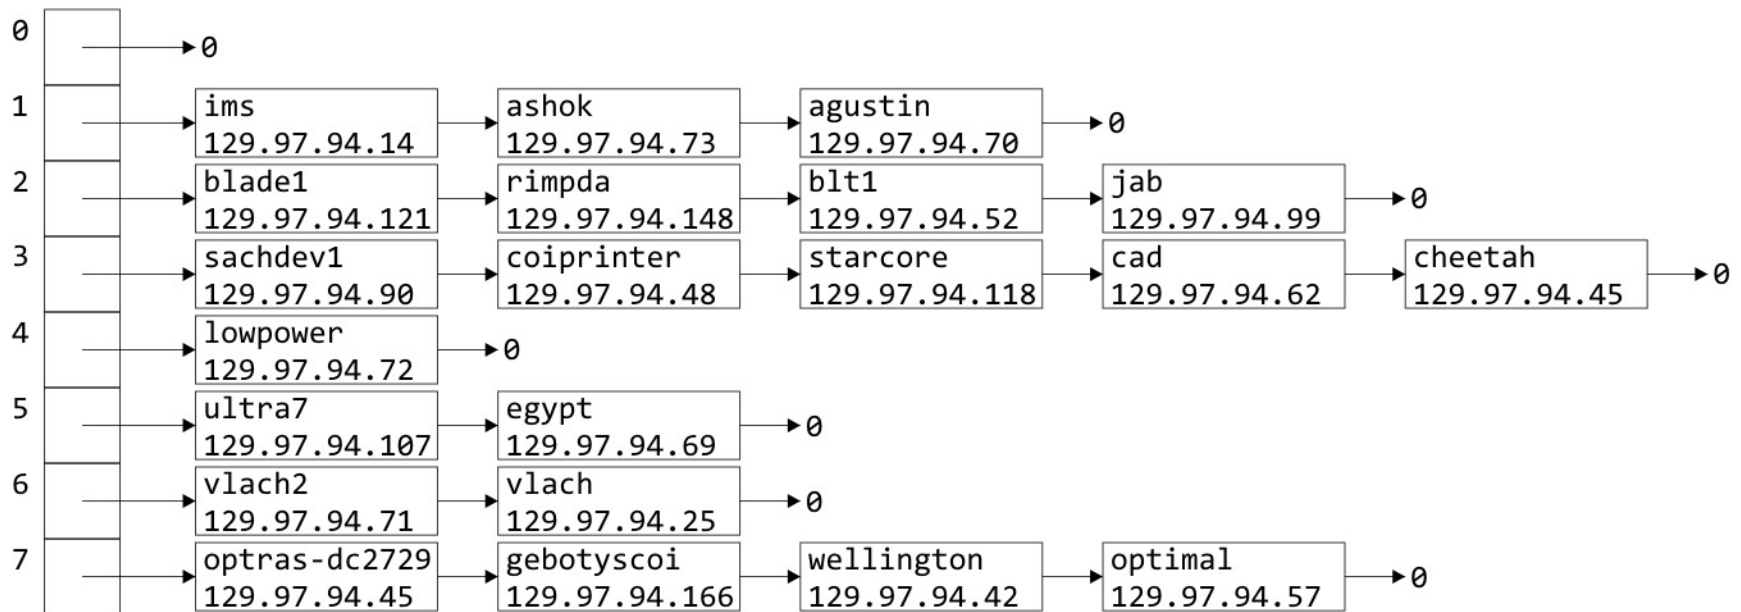 0
0
1
ims
129.97.94.14
ashok
129.97.94.73
agustin
129.97.94.70
0
2
blade1
129.97.94.121
rimpda
129.97.94.148
blt1
129.97.94.52
jab
129.97.94.99
0
3
sachdev1
129.97.94.90
coiprinter
129.97.94.48
starcore
129.97.94.118
cad
129.97.94.62
cheetah
129.97.94.45
0
4
lowpower
129.97.94.72
0
5
ultra7
129.97.94.107
egypt
129.97.94.69
0
6
vlach2
129.97.94.71
vlach
129.97.94.25
0
7
optras-dc2729
129.97.94.45
gebotyscoi
129.97.94.166
wellington
129.97.94.42
optimal
129.97.94.57
0